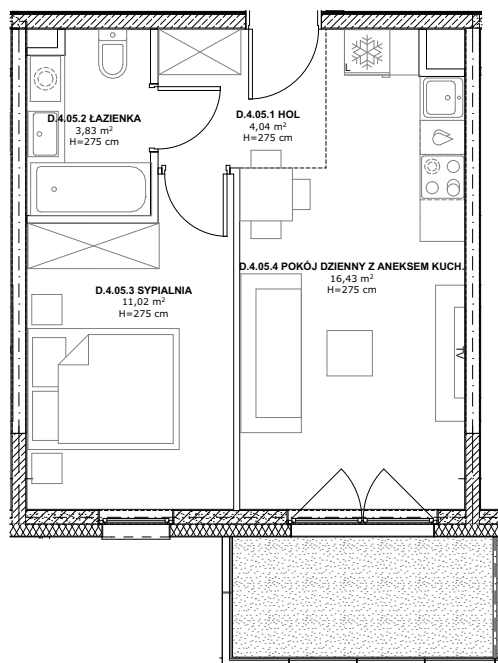 D.4.05.2 ŁAZIENKA
3,83 m²
H=275 cm
D.4.05.1 HOL
4,04 m²
H=275 cm
D.4.05.3 SYPIALNIA
11,02 m²
H=275 cm
D.4.05.4 POKÓJ DZIENNY Z ANEKSEM KUCH.
16,43 m²
H=275 cm